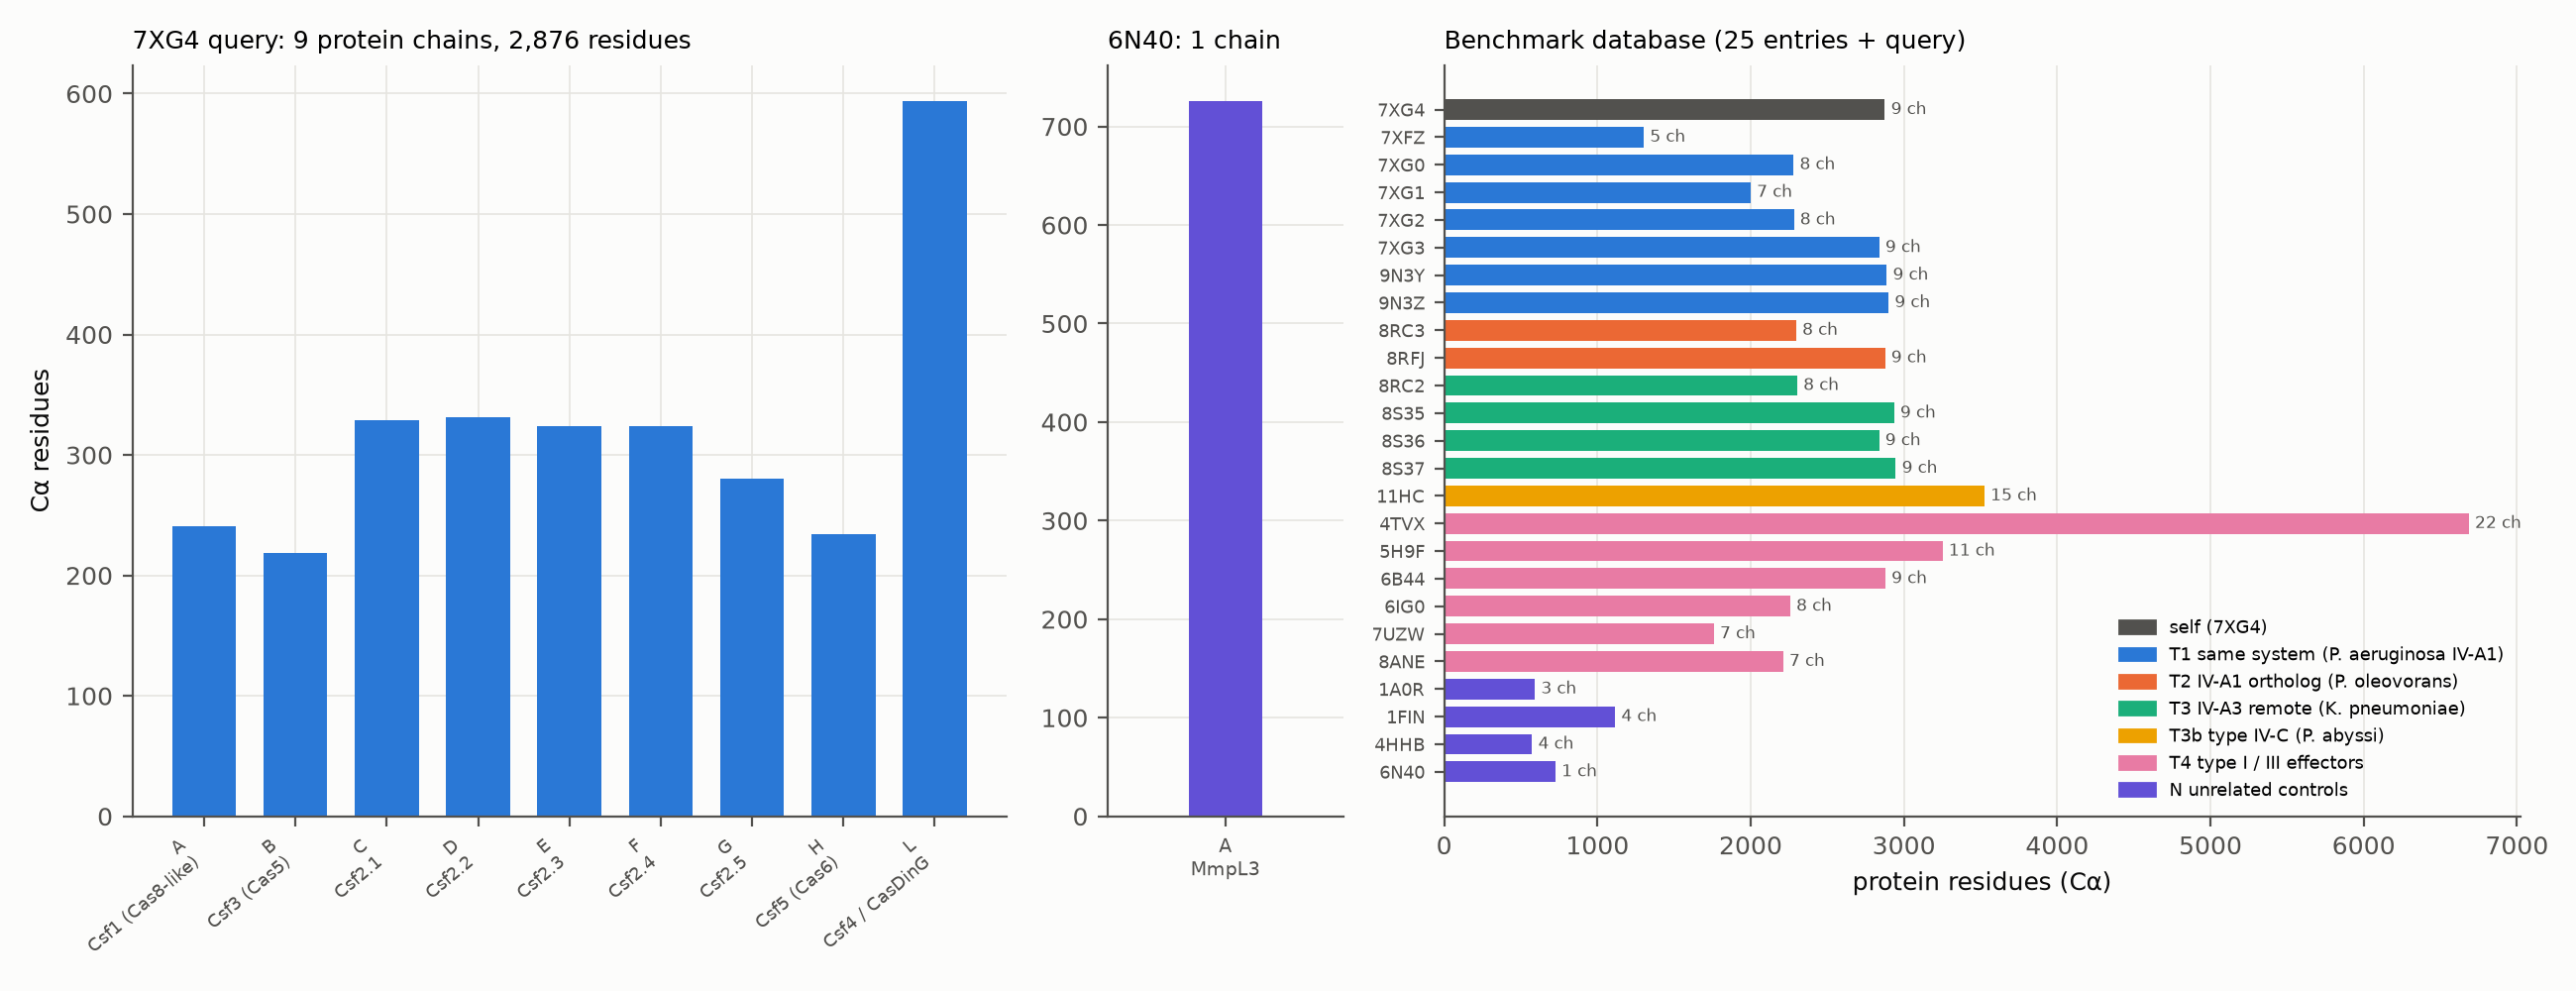 7XG4 query: 9 protein chains, 2,876 residues
Cα residues
600
500
400
300
200
100
0
A
Csf1 (Cas8-like)
B
Csf3 (Cas5)
C
Csf2.1
D
Csf2.2
E
Csf2.3
F
Csf2.4
G
Csf2.5
H
Csf5 (Cas6)
L
Csf4 / CasDinG
6N40: 1 chain
700
600
500
400
300
200
100
0
A
MmpL3
Benchmark database (25 entries + query)
7XG4 9 ch
7XFZ 5 ch
7XG0 8 ch
7XG1 7 ch
7XG2 8 ch
7XG3 9 ch
9N3Y 9 ch
9N3Z 9 ch
8RC3 8 ch
8RFJ 9 ch
8RC2 8 ch
8S35 9 ch
8S36 9 ch
8S37 9 ch
11HC 15 ch
4TVX 22 ch
5H9F 11 ch
6B44 9 ch
6IG0 8 ch
7UZW 7 ch
8ANE 7 ch
1A0R 3 ch
1FIN 4 ch
4HHB 4 ch
6N40 1 ch
self (7XG4)
T1 same system (P. aeruginosa IV-A1)
T2 IV-A1 ortholog (P. oleovorans)
T3 IV-A3 remote (K. pneumoniae)
T3b type IV-C (P. abyssi)
T4 type I / III effectors
N unrelated controls
0 1000 2000 3000 4000 5000 6000 7000
protein residues (Cα)